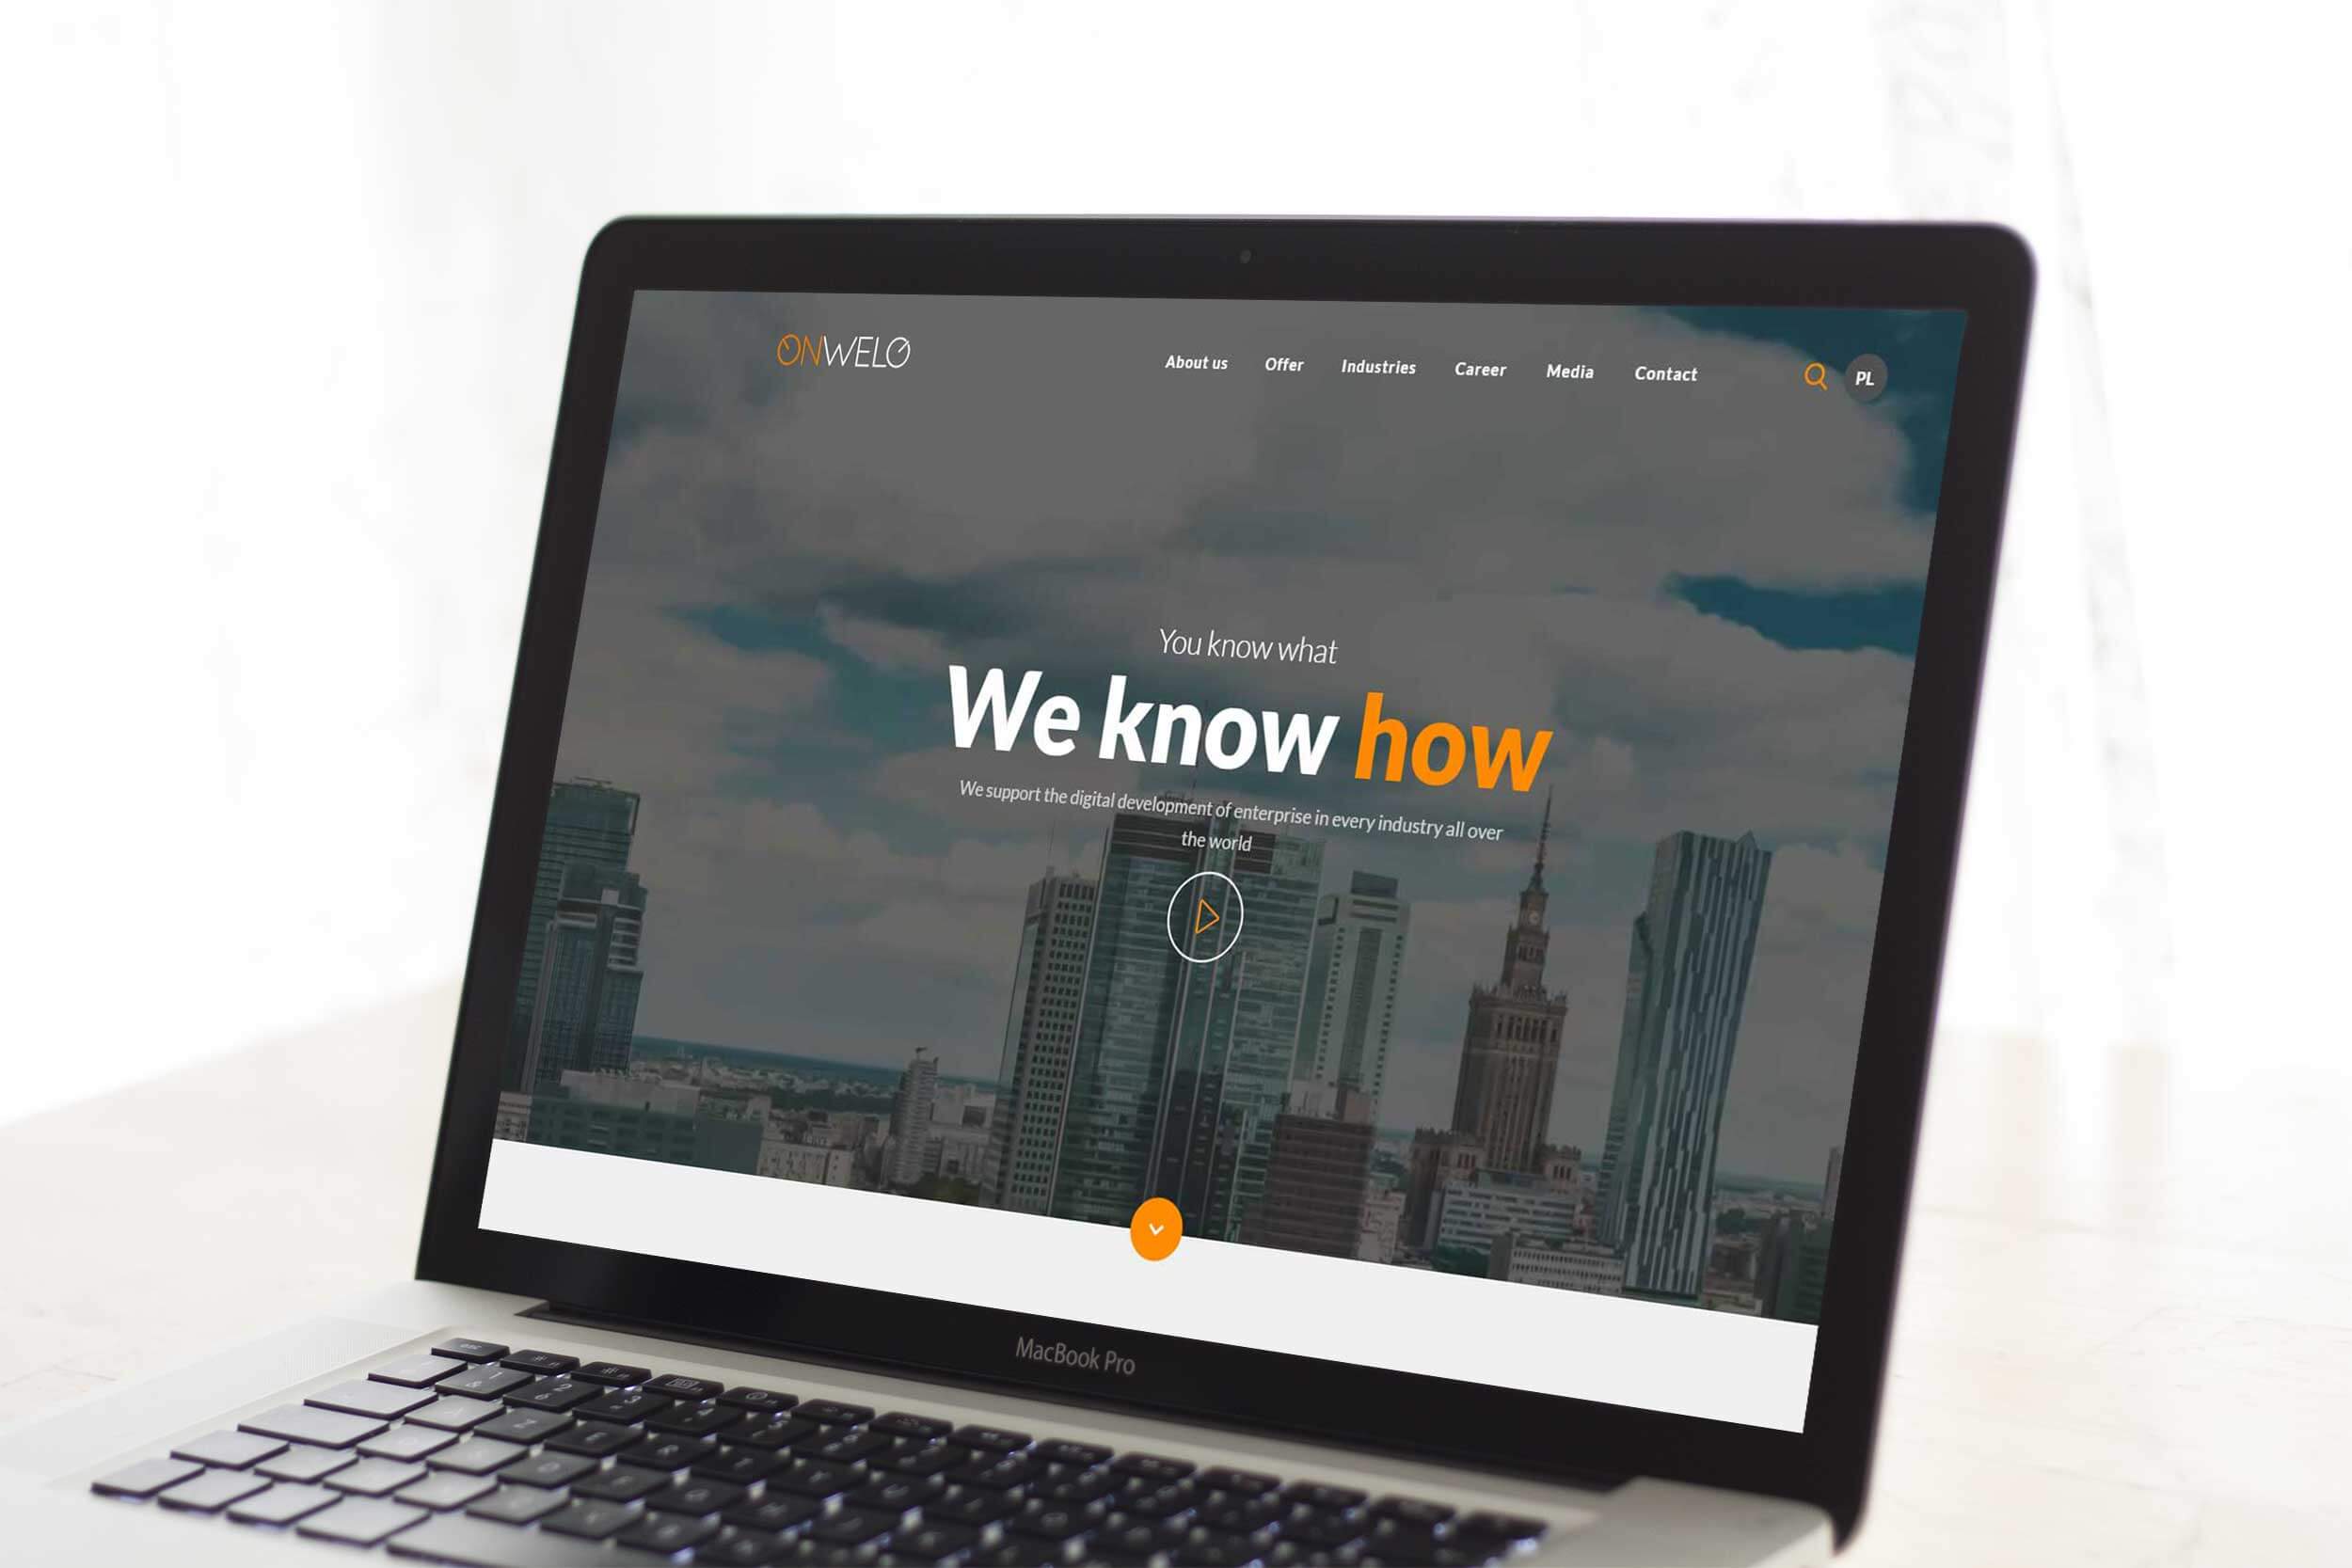 ONWELO
About us Offer Industries Career Media Contact PL
You know what
We know how
We support the digital development of enterprise in every industry all over
the world
MacBook Pro
esc